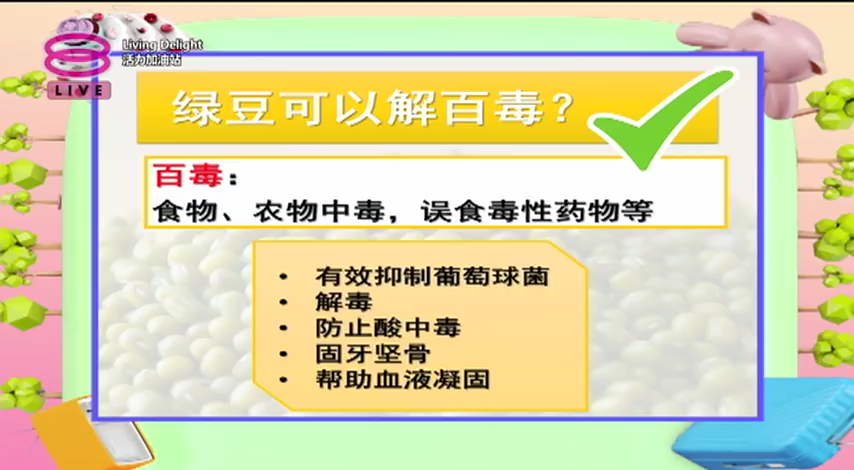 Living Delight
活力加油站
LIVE
绿豆可以解百毒?
百毒:
食物、农物中毒，误食毒性药物等
• 有效抑制葡萄球菌
• 解毒
• 防止酸中毒
• 固牙坚骨
• 帮助血液凝固